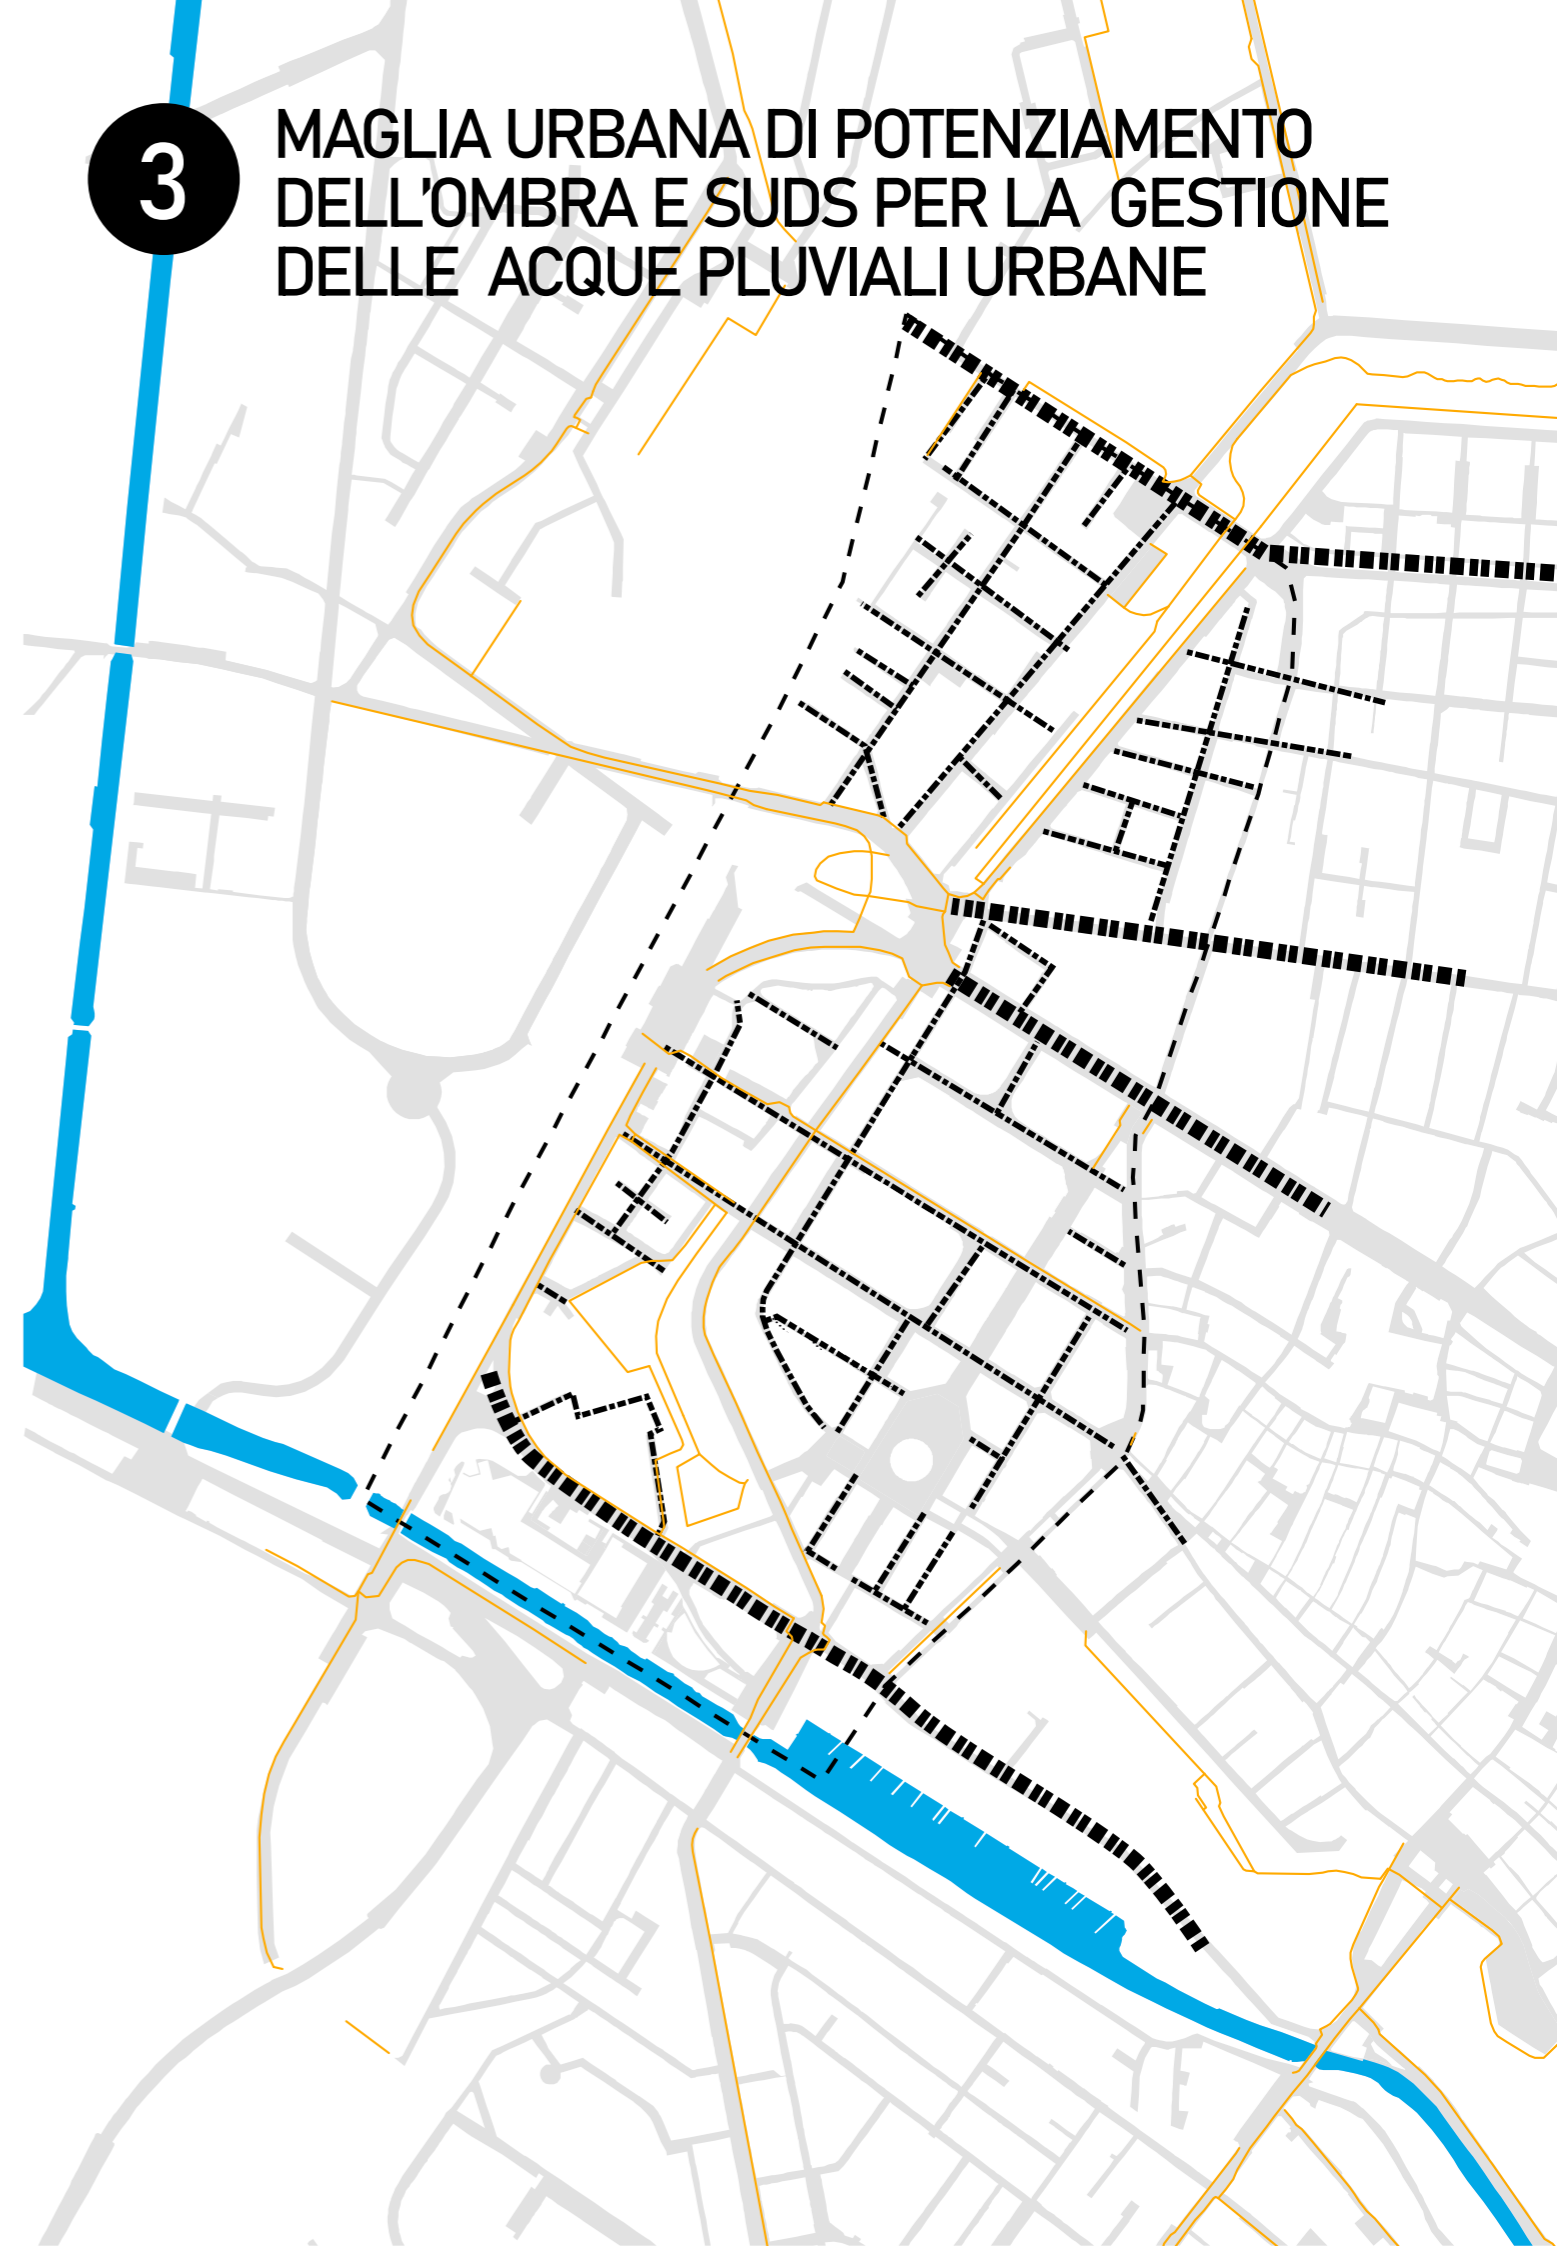 3
MAGLIA URBANA DI POTENZIAMENTO
DELL'OMBRA E SUDS PER LA GESTIONE
DELLE ACQUE PLUVIALI URBANE